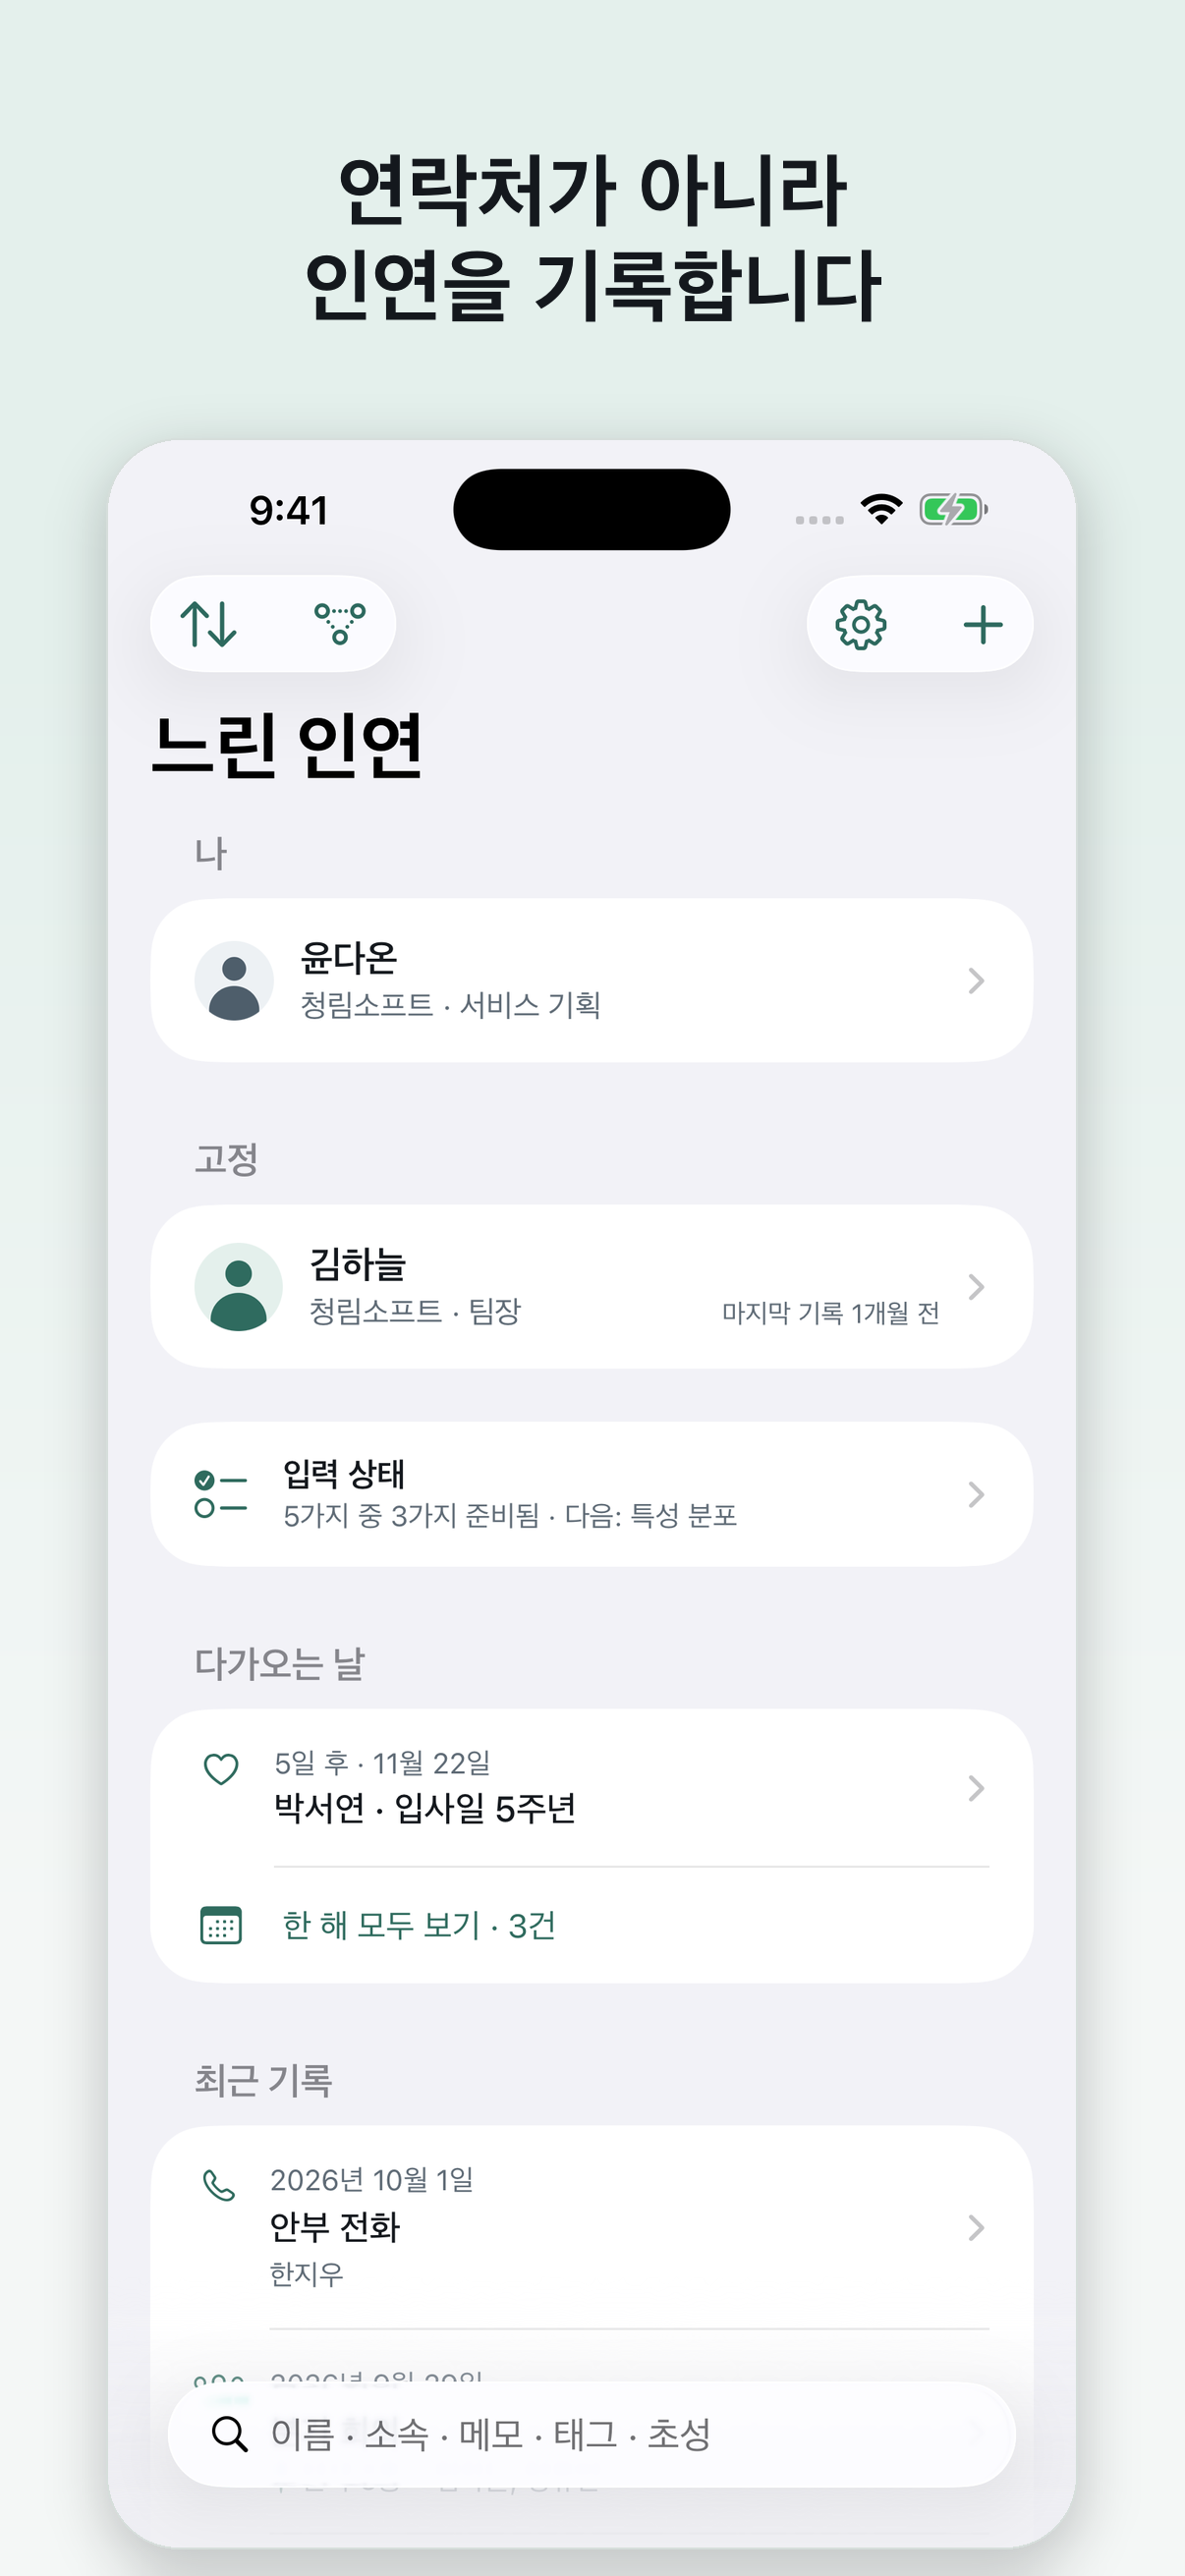 연락처가 아니라
인연을 기록합니다
9:41
느린 인연
나
윤다온
청림소프트 · 서비스 기획
고정
김하늘
청림소프트 · 팀장
마지막 기록 1개월 전
입력 상태
5가지 중 3가지 준비됨 · 다음: 특성 분포
다가오는 날
5일 후 · 11월 22일
박서연 · 입사일 5주년
한 해 모두 보기 · 3건
최근 기록
2026년 10월 1일
안부 전화
한지우
이름 · 소속 · 메모 · 태그 · 초성